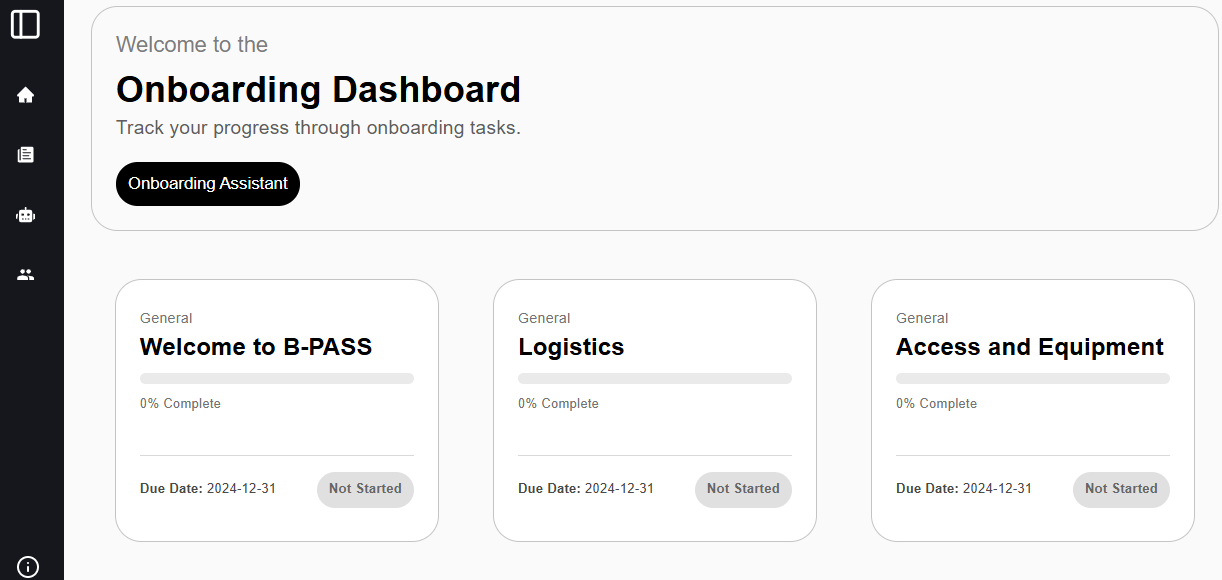 Welcome to the
Onboarding Dashboard
Track your progress through onboarding tasks.
Onboarding Assistant
General
Welcome to B-PASS
0% Complete
Due Date: 2024-12-31
Not Started
General
Logistics
0% Complete
Due Date: 2024-12-31
Not Started
General
Access and Equipment
0% Complete
Due Date: 2024-12-31
Not Started